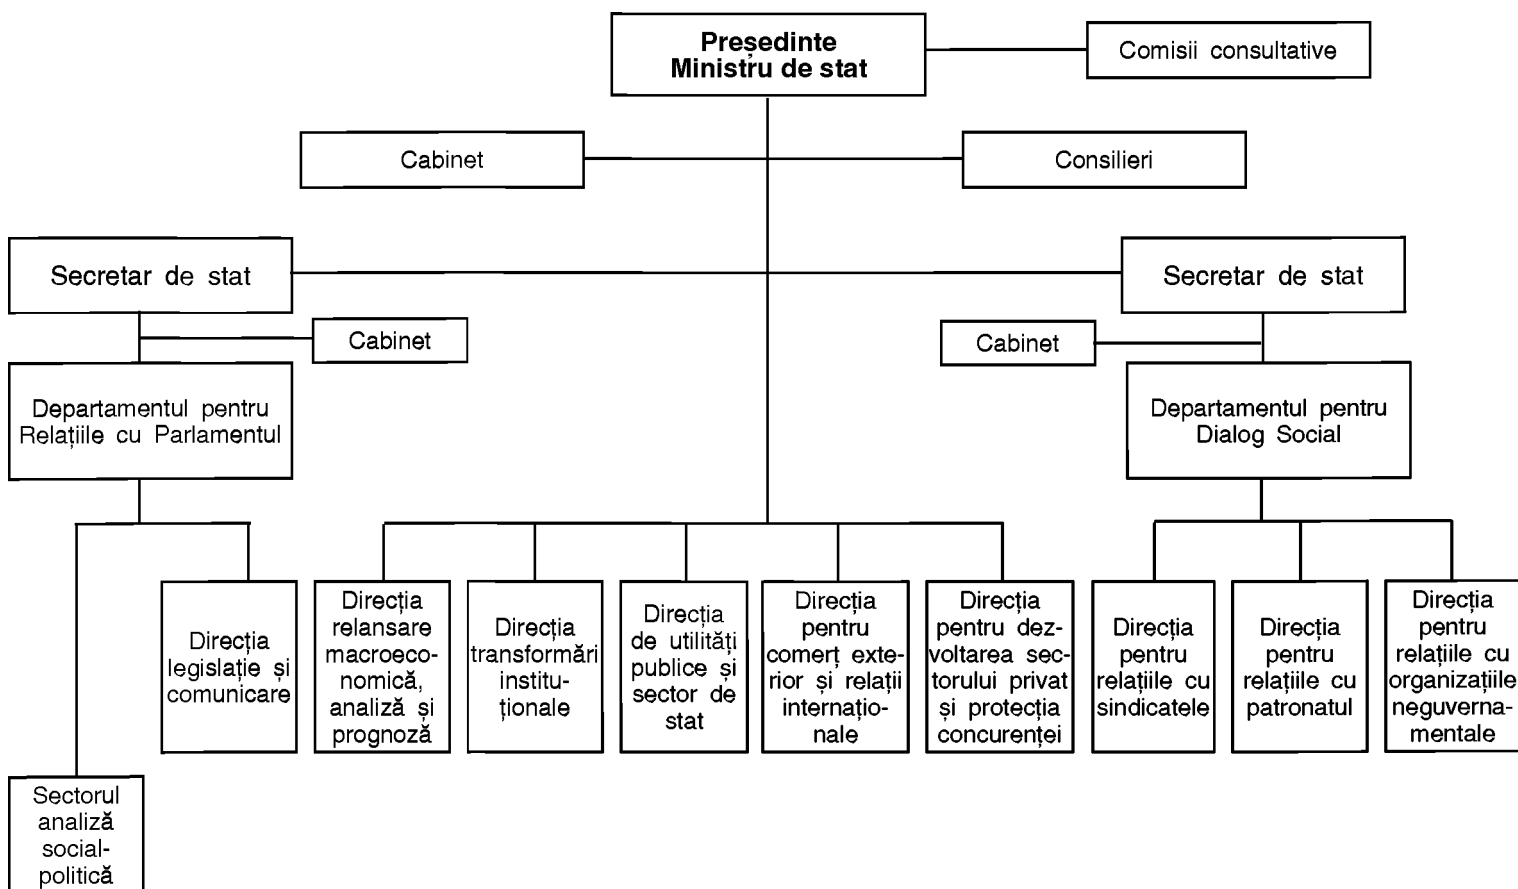 Președinte
Ministru de stat
Comisii consultative
Cabinet
Consilieri
Secretar de stat
Secretar de stat
Cabinet
Cabinet
Departamentul pentru
Relațiile cu Parlamentul
Departamentul pentru
Dialog Social
Direcția
legislație și
comunicare
Direcția
relansare
macroeco-
nomică,
analiză și
prognoză
Direcția
transformări
institu-
ționale
Direcția
de utilități
publice și
sector de
stat
Direcția
pentru
comerț exte-
rior și relații
internațio-
nale
Direcția
pentru dez-
voltarea sec-
torului privat
și protecția
concurenței
Direcția
pentru
relațiile cu
sindicatele
Direcția
pentru
relațiile cu
patronatul
Direcția
pentru
relațiile cu
organizațiile
neguverna-
mentale
Sectorul
analiză
social-
politică